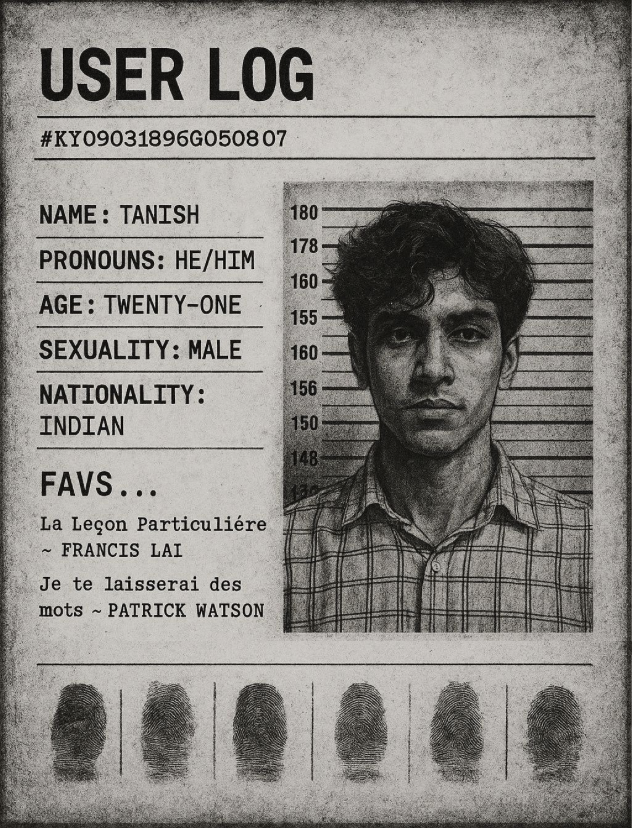 USER LOG
#KY09031896G050807
NAME: TANISH
PRONOUNS: HE/HIM
AGE: TWENTY-ONE
SEXUALITY: MALE
NATIONALITY:
INDIAN
FAVS...
La Leçon Particuliére
~ FRANCIS LAI
Je te laisserai des
mots ~ PATRICK WATSON
180
178
160
155
160
156
150
148